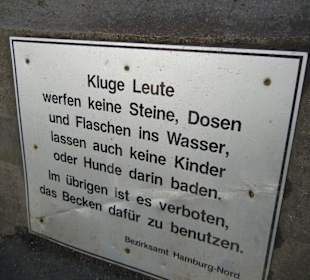 Kluge Leute
werfen keine Steine, Dosen
und Flaschen ins Wasser,
lassen auch keine Kinder
oder Hunde darin baden.
Im übrigen ist es verboten,
das Becken dafür zu benutzen.
Bezirksamt Hamburg-Nord